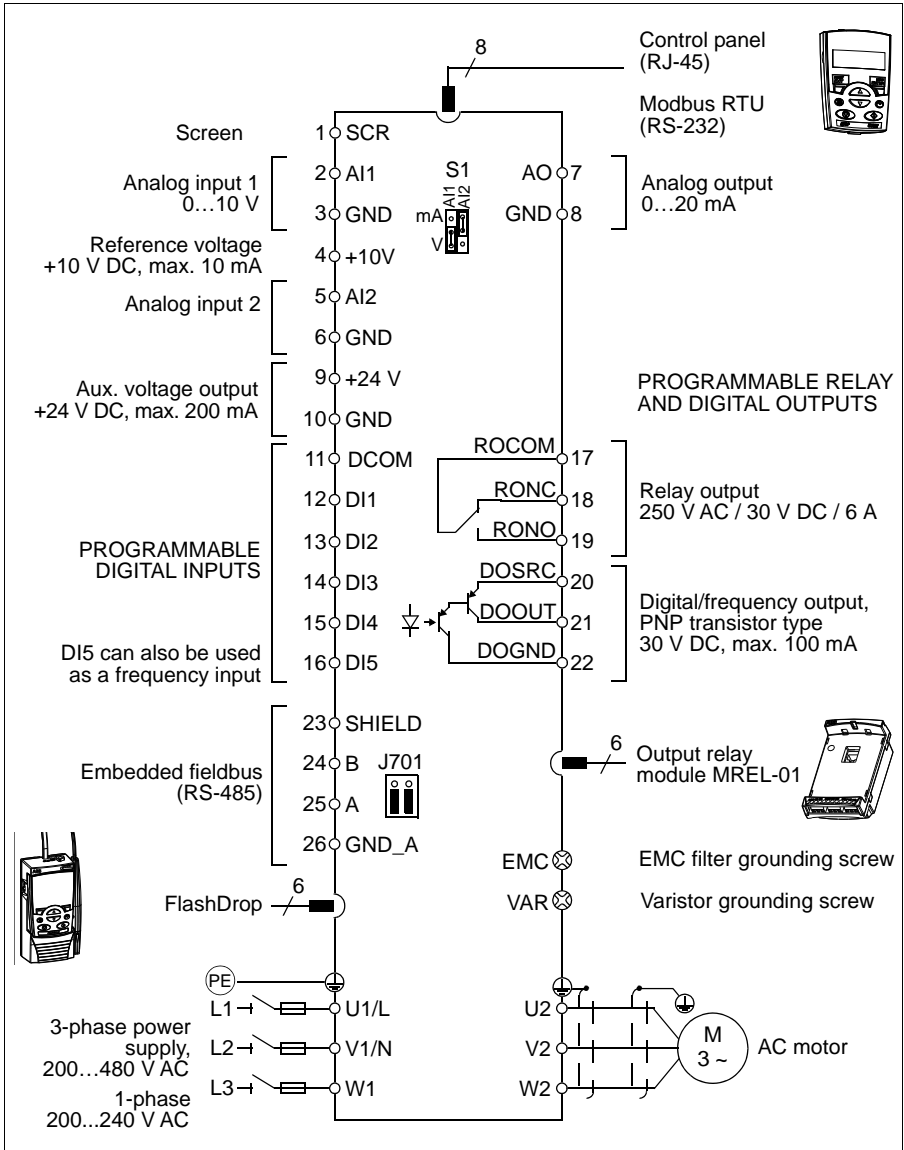 8
Control panel
(RJ-45)
Modbus RTU
(RS-232)
Screen
1 SCR
Analog input 1
0…10 V
2 AI1
3 GND
S1
AI1
AI2
mA
V
AO 7
GND 8
Analog output
0…20 mA
Reference voltage
+10 V DC, max. 10 mA
4 +10V
Analog input 2
5 AI2
6 GND
Aux. voltage output
+24 V DC, max. 200 mA
9 +24 V
10 GND
PROGRAMMABLE RELAY
AND DIGITAL OUTPUTS
PROGRAMMABLE
DIGITAL INPUTS
DI5 can also be used
as a frequency input
11 DCOM
12 DI1
13 DI2
14 DI3
15 DI4
16 DI5
ROCOM 17
RONC 18
RONO 19
Relay output
250 V AC / 30 V DC / 6 A
DOSRC 20
DOOUT 21
DOGND 22
Digital/frequency output,
PNP transistor type
30 V DC, max. 100 mA
Embedded fieldbus
(RS-485)
23 SHIELD
24 B
25 A
26 GND_A
J701
6
Output relay
module MREL-01
EMC
EMC filter grounding screw
VAR
Varistor grounding screw
FlashDrop
6
PE
L1
U1/L
L2
V1/N
L3
W1
3-phase power
supply,
200…480 V AC
1-phase
200...240 V AC
U2
V2
W2
M
3 ~
AC motor